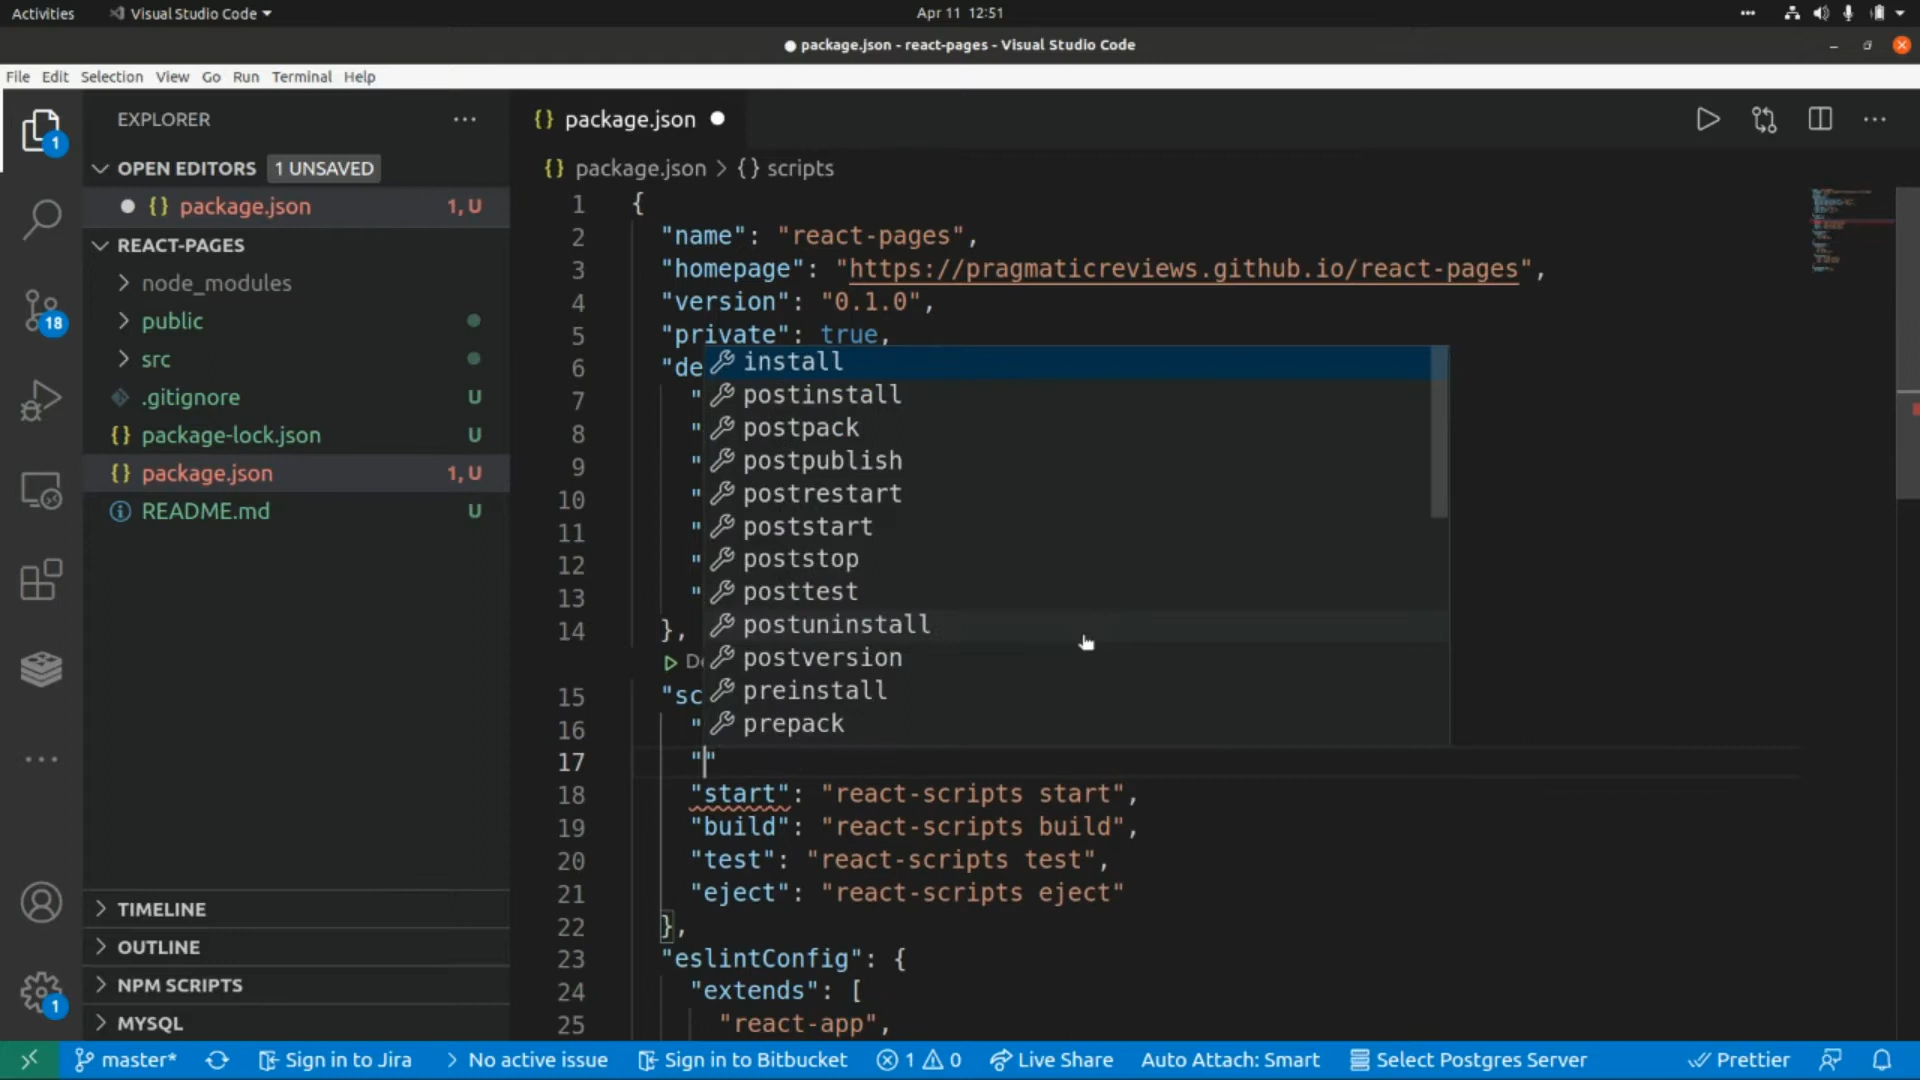 Activities
Visual Studio Code
Apr 11 12:51
package.json - react-pages - Visual Studio Code
File Edit Selection View Go Run Terminal Help
EXPLORER
OPEN EDITORS 1 UNSAVED
package.json 1, U
REACT-PAGES
node_modules
public
src
.gitignore U
package-lock.json U
package.json 1, U
README.md U
TIMELINE
OUTLINE
NPM SCRIPTS
MYSQL
1
18
1
package.json
package.json > {} scripts
1 {
2 "name": "react-pages",
3 "homepage": "https://pragmaticreviews.github.io/react-pages",
4 "version": "0.1.0",
5 "private": true,
6 "de
7 "
8 "
9 "
10 "
11 "
12 "
13 "
14 },
D
15 "sc
16 "
17 ""
install
postinstall
postpack
postpublish
postrestart
poststart
poststop
posttest
postuninstall
postversion
preinstall
prepack
18 "start": "react-scripts start",
19 "build": "react-scripts build",
20 "test": "react-scripts test",
21 "eject": "react-scripts eject"
22 },
23 "eslintConfig": {
24 "extends": [
25 "react-app",
master* Sign in to Jira > No active issue Sign in to Bitbucket 1 0 Live Share Auto Attach: Smart Select Postgres Server Prettier